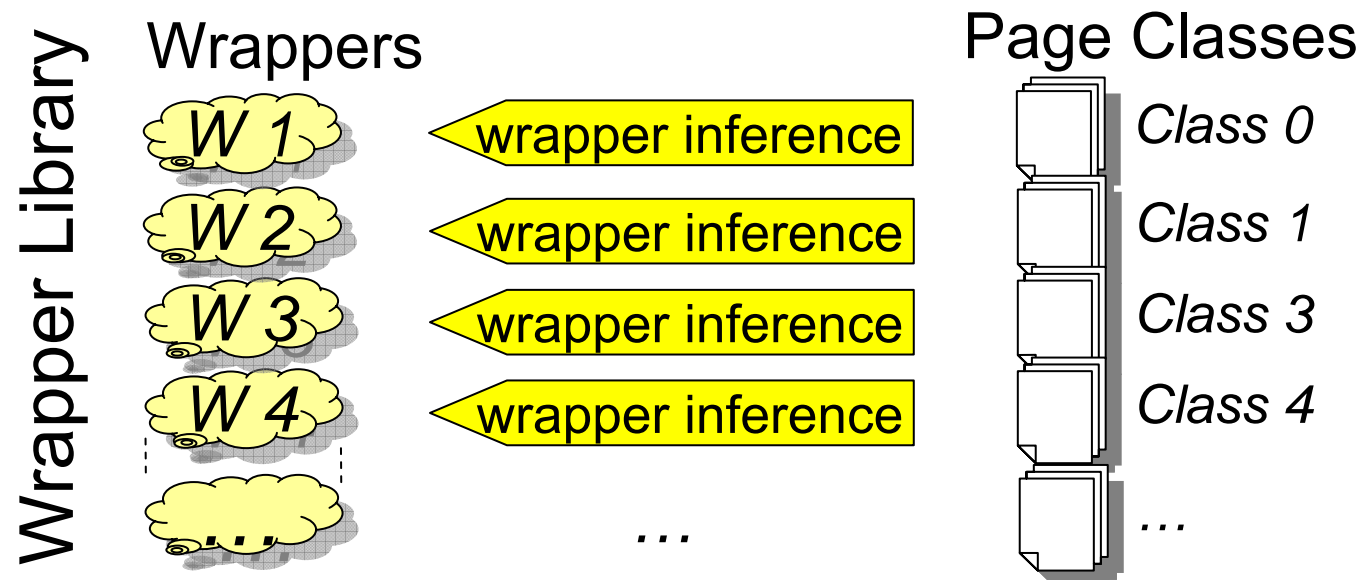 Wrapper Library
Wrappers
Page Classes
W 1
wrapper inference
Class 0
W 2
wrapper inference
Class 1
W 3
wrapper inference
Class 3
W 4
wrapper inference
Class 4
...
...
...